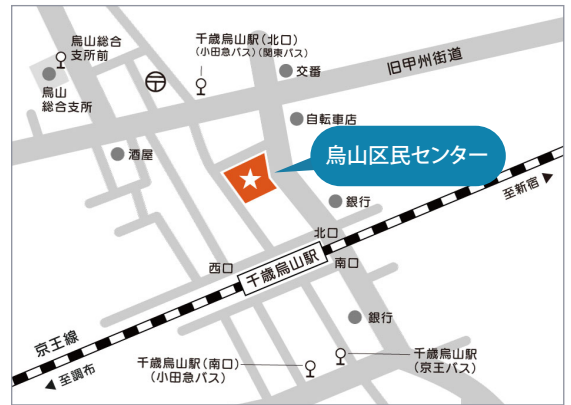 烏山総合
支所前
千歳烏山駅(北口)
(小田急バス)(関東バス)
交番
旧甲州街道
烏山
総合支所
自転車店
酒屋
烏山区民センター
至新宿▶
銀行
北口
西口
千歳烏山駅
南口
銀行
京王線
◀至調布
千歳烏山駅(南口)
(小田急バス)
千歳烏山駅
(京王バス)